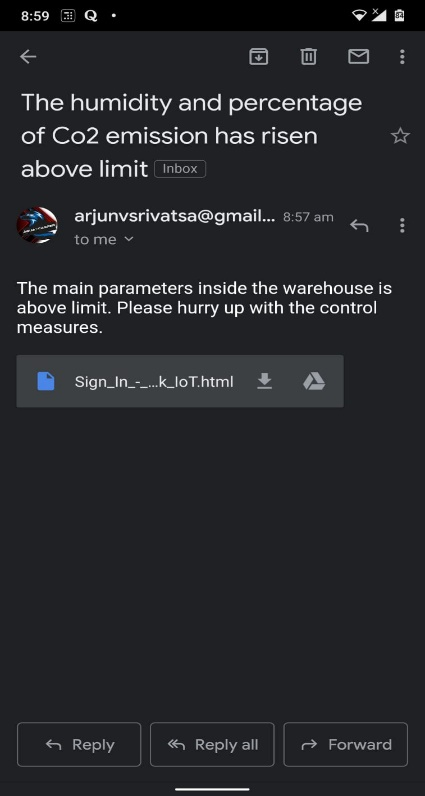 8:59
The humidity and percentage
of Co2 emission has risen
above limit Inbox
arjunvsrivatsa@gmail... 8:57 am
to me
The main parameters inside the warehouse is
above limit. Please hurry up with the control
measures.
Sign_In_-_...k_IoT.html
Reply Reply all Forward